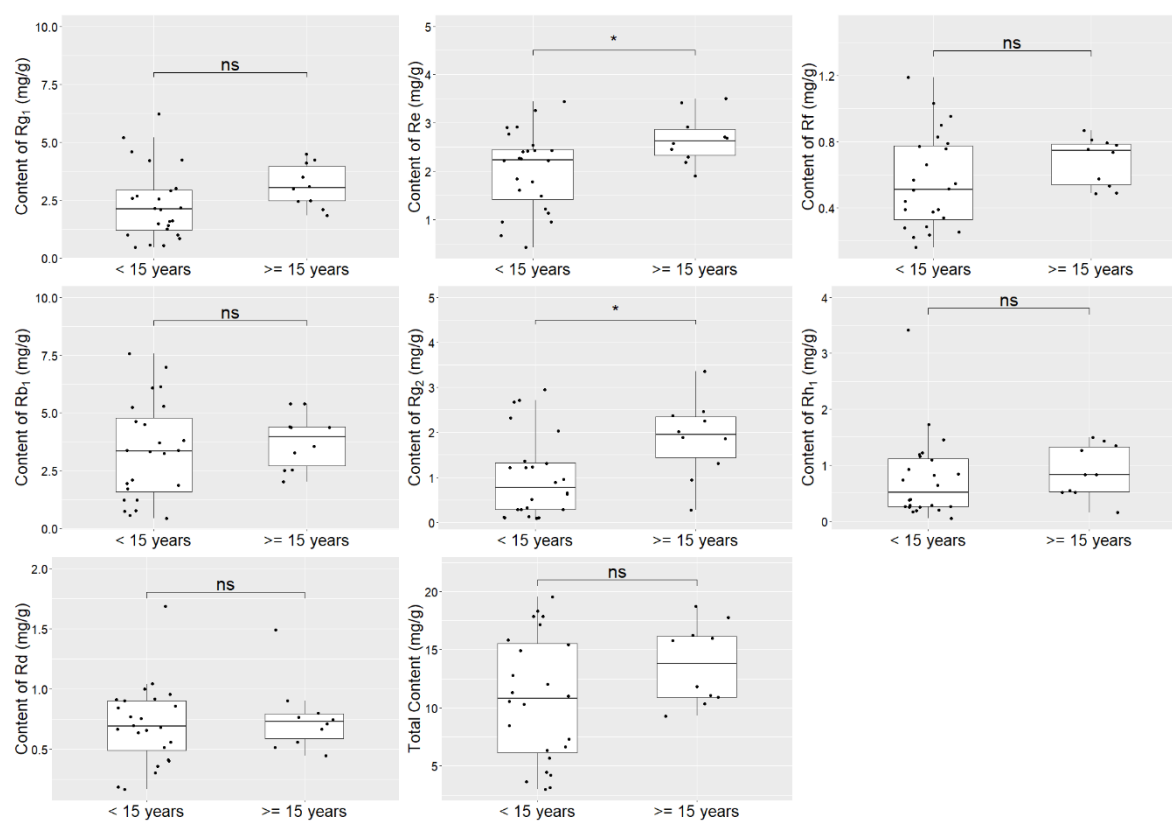 Content of Rg₁ (mg/g)
10.0
7.5
5.0
2.5
0.0
ns
< 15 years
>= 15 years
Content of Re (mg/g)
5
4
3
2
1
*
< 15 years
>= 15 years
Content of Rf (mg/g)
1.2
0.8
0.4
ns
< 15 years
>= 15 years
Content of Rb₁ (mg/g)
10.0
7.5
5.0
2.5
0.0
ns
< 15 years
>= 15 years
Content of Rg₂ (mg/g)
5
4
3
2
1
0
*
< 15 years
>= 15 years
Content of Rh₁ (mg/g)
4
3
2
1
0
ns
< 15 years
>= 15 years
Content of Rd (mg/g)
2.0
1.5
1.0
0.5
ns
< 15 years
>= 15 years
Total Content (mg/g)
20
15
10
5
ns
< 15 years
>= 15 years